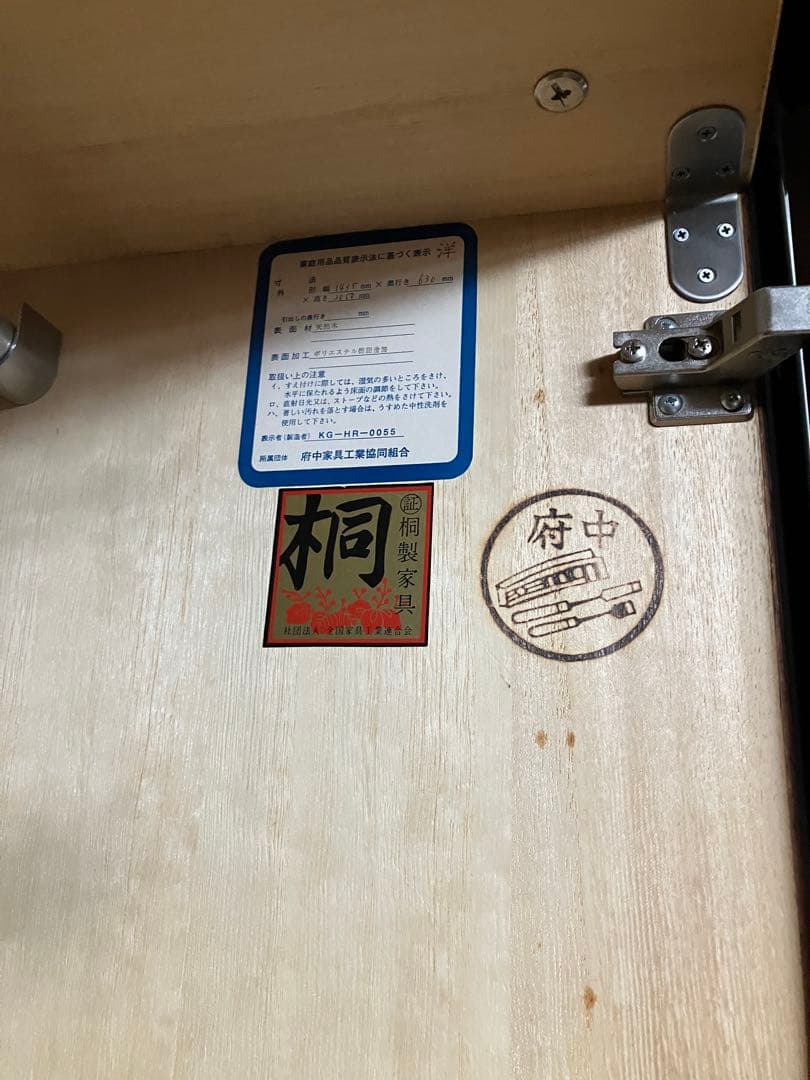 家庭用品品質表示法に基づく表示 洋
寸 法
外 形 幅 1415 mm × 奥行き 630 mm
× 高さ mm
引出しの奥行き mm
表面材 天然木
表面加工 ポリエステル樹脂塗装
取扱い上の注意
イ、すえ付けに際しては、湿気の多いところをさけ、
水平に保たれるよう床面の調節をして下さい。
ロ、直射日光又は、ストーブなどの熱をさけて下さい。
ハ、著しい汚れを落とす場合は、うすめた中性洗剤を
使用して下さい。
表示者(製造者) KG-HR-0055
所属団体 府中家具工業協同組合
桐
証 桐製家具
社団法人 全国家具工業連合会
府中